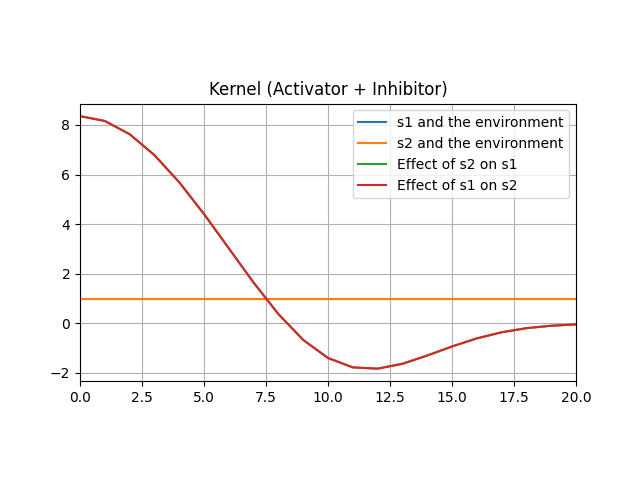 Kernel (Activator + Inhibitor)
s1 and the environment
s2 and the environment
Effect of s2 on s1
Effect of s1 on s2
8
6
4
2
0
−2
0.0 2.5 5.0 7.5 10.0 12.5 15.0 17.5 20.0